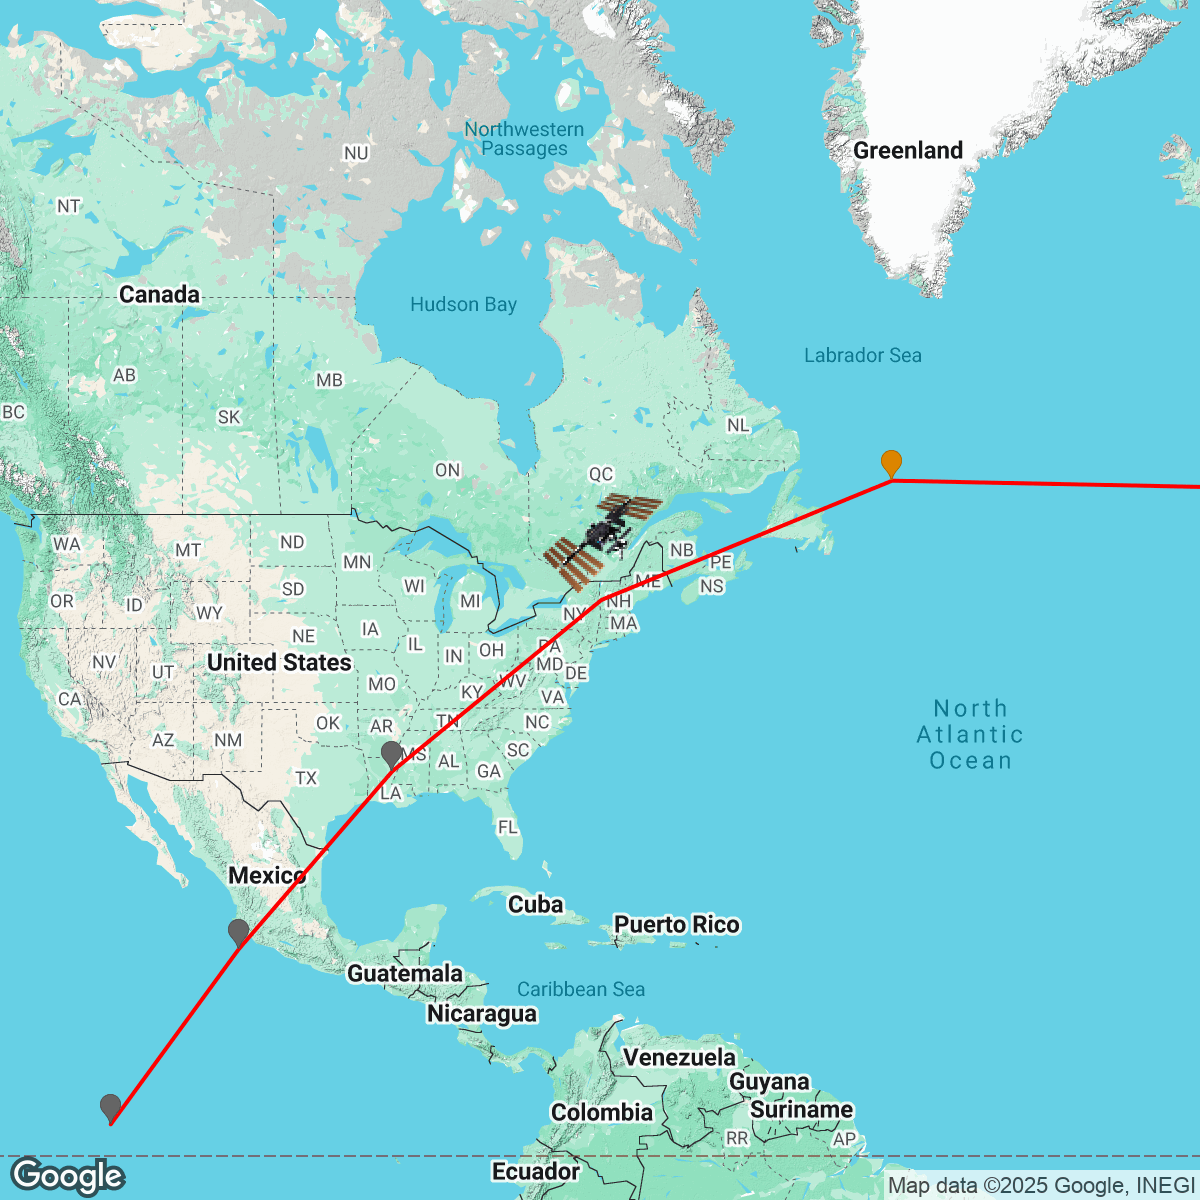 Northwestern
Passages
NU
Greenland
NT
Canada
Hudson Bay
Labrador Sea
AB
MB
BC
SK
NL
ON
QC
WA
MT
ND
MN
NB
PE
OR
ID
WY
SD
WI
MI
ME
NS
NY
NH
MA
NE
IA
IL
IN
OH
PA
MD
DE
NV
UT
United States
CA
MO
KY
WV
VA
AZ
NM
OK
AR
TN
NC
North
Atlantic
Ocean
TX
MS
AL
GA
SC
LA
FL
Mexico
Cuba
Puerto Rico
Guatemala
Caribbean Sea
Nicaragua
Venezuela
Guyana
Colombia
Suriname
RR
AP
Ecuador
Google
Map data ©2025 Google, INEGI